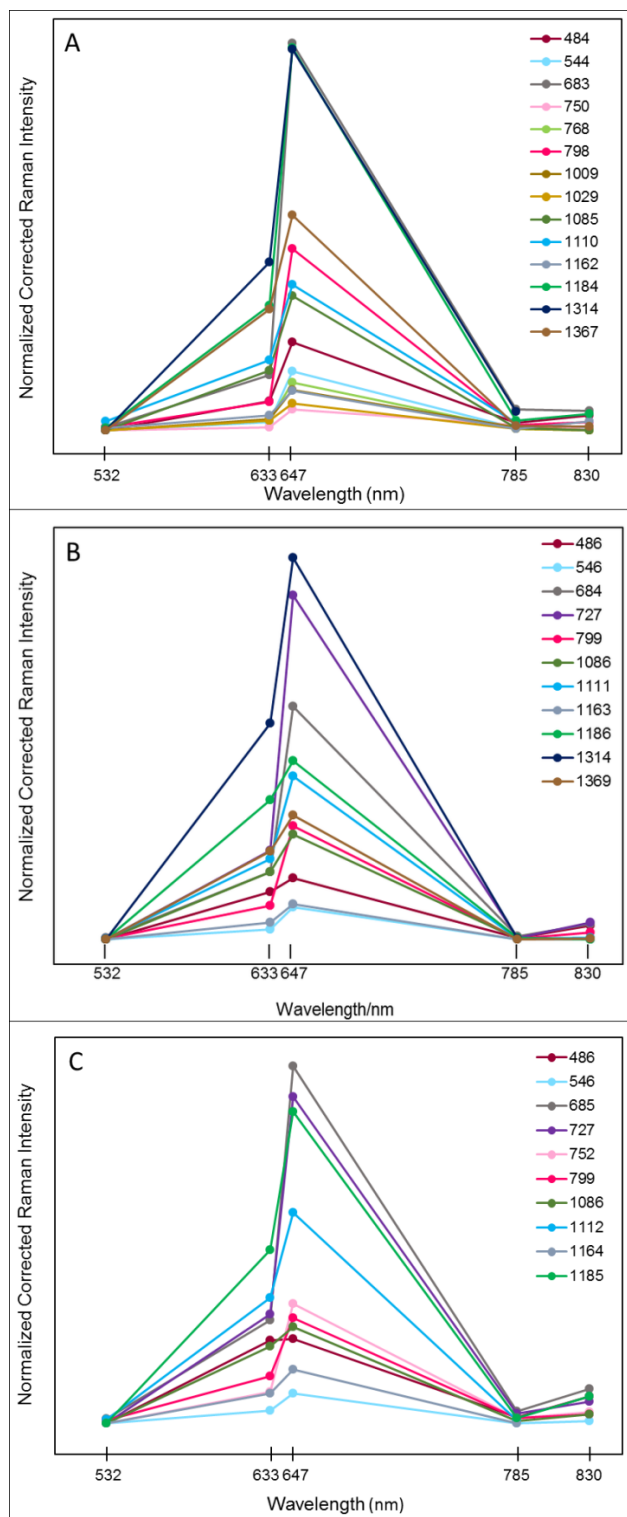 A
484
544
683
750
768
798
1009
1029
1085
1110
1162
1184
1314
1367
Normalized Corrected Raman Intensity
532 633 647 785 830
Wavelength (nm)
B
486
546
684
727
799
1086
1111
1163
1186
1314
1369
Normalized Corrected Raman Intensity
532 633 647 785 830
Wavelength/nm
C
486
546
685
727
752
799
1086
1112
1164
1185
Normalized Corrected Raman Intensity
532 633 647 785 830
Wavelength (nm)